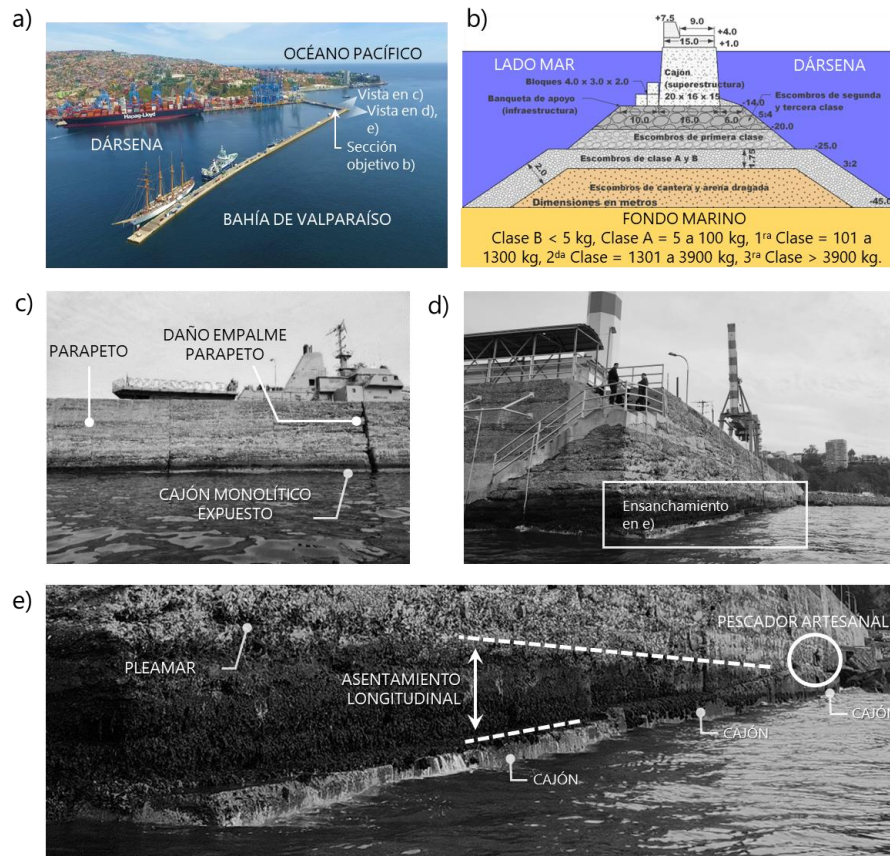 a)
OCÉANO PACÍFICO
Hapag-Lloyd
Vista en c)
Vista en d),
e)
Sección
objetivo b)
DÁRSENA
BAHÍA DE VALPARAÍSO
b)
+7.5
9.0
+4.0
15.0
+1.0
LADO MAR
DÁRSENA
Cajón
(superestructura)
20 x 16 x 15
Bloques 4.0 x 3.0 x 2.0
Banqueta de apoyo
(infraestructura)
Escombros de segunda
y tercera clase
-14.0
5:4
10.0
16.0
6.0
-20.0
Escombros de primera clase
-25.0
Escombros de clase A y B
1.75
3:2
2.0
Escombros de cantera y arena dragada
Dimensiones en metros
-45.0
FONDO MARINO
Clase B < 5 kg, Clase A = 5 a 100 kg, 1ra Clase = 101 a
1300 kg, 2da Clase = 1301 a 3900 kg, 3ra Clase > 3900 kg.
c)
PARAPETO
DAÑO EMPALME
PARAPETO
CAJÓN MONOLÍTICO
EXPUESTO
d)
Ensanchamiento
en e)
e)
PESCADOR ARTESANAL
PLEAMAR
ASENTAMIENTO
LONGITUDINAL
CAJÓN
CAJÓN
CAJÓN